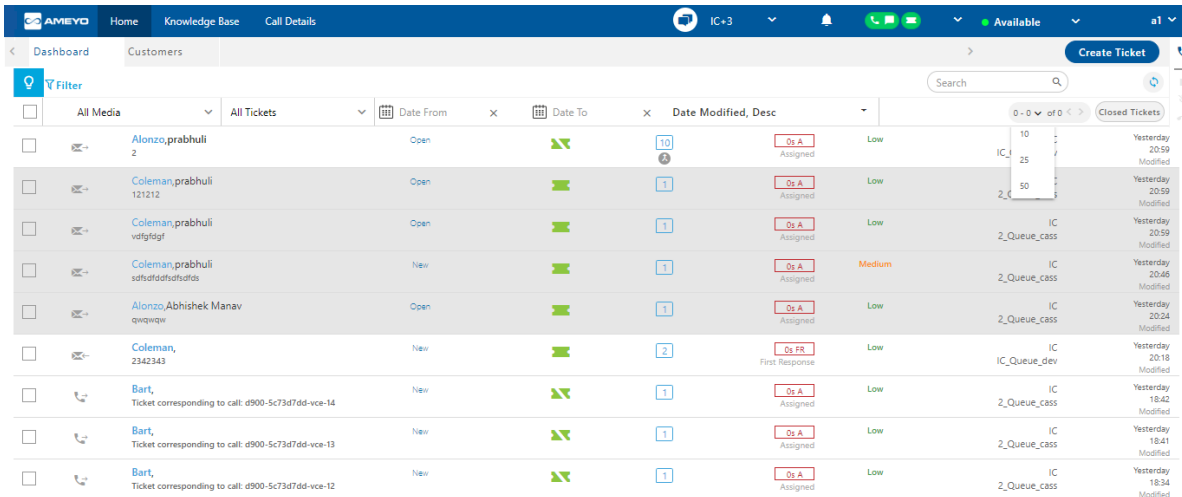 AMEYO Home Knowledge Base Call Details IC+3 Available a1
Dashboard Customers Create Ticket
Filter Search
All Media All Tickets Date From Date To Date Modified, Desc 0 - 0 of 0 Closed Tickets
10
25
50
Alonzo,prabhuli Open 10 0s A Low Yesterday
2 Assigned 20:59
Modified
Coleman,prabhuli Open 1 0s A Low Yesterday
121212 Assigned 20:59
Modified
Coleman,prabhuli Open 1 0s A Low IC Yesterday
vdfgfdgf Assigned 2_Queue_cass 20:59
Modified
Coleman,prabhuli New 1 0s A Medium IC Yesterday
sdfsdfddfsdfsdfds Assigned 2_Queue_cass 20:46
Modified
Alonzo,Abhishek Manav Open 1 0s A Low IC Yesterday
qwqwqw Assigned 2_Queue_cass 20:24
Modified
Coleman, New 2 0s FR Low IC Yesterday
2342343 First Response IC_Queue_dev 20:18
Modified
Bart, New 1 0s A Low IC Yesterday
Ticket corresponding to call: d900-5c73d7dd-vce-14 Assigned 2_Queue_cass 18:42
Modified
Bart, New 1 0s A Low IC Yesterday
Ticket corresponding to call: d900-5c73d7dd-vce-13 Assigned 2_Queue_cass 18:41
Modified
Bart, New 1 0s A Low IC Yesterday
Ticket corresponding to call: d900-5c73d7dd-vce-12 Assigned 2_Queue_cass 18:34
Modified